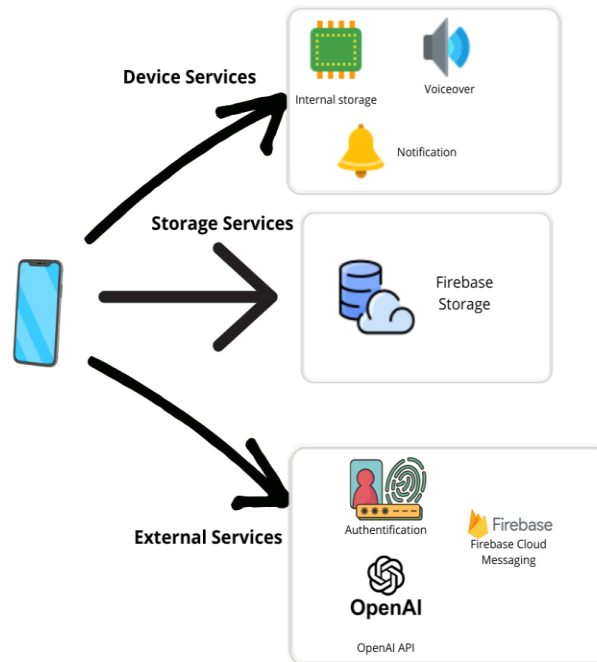 Device Services
Internal storage
Voiceover
Notification
Storage Services
Firebase
Storage
External Services
Authentification
Firebase
Firebase Cloud
Messaging
OpenAI
OpenAI API